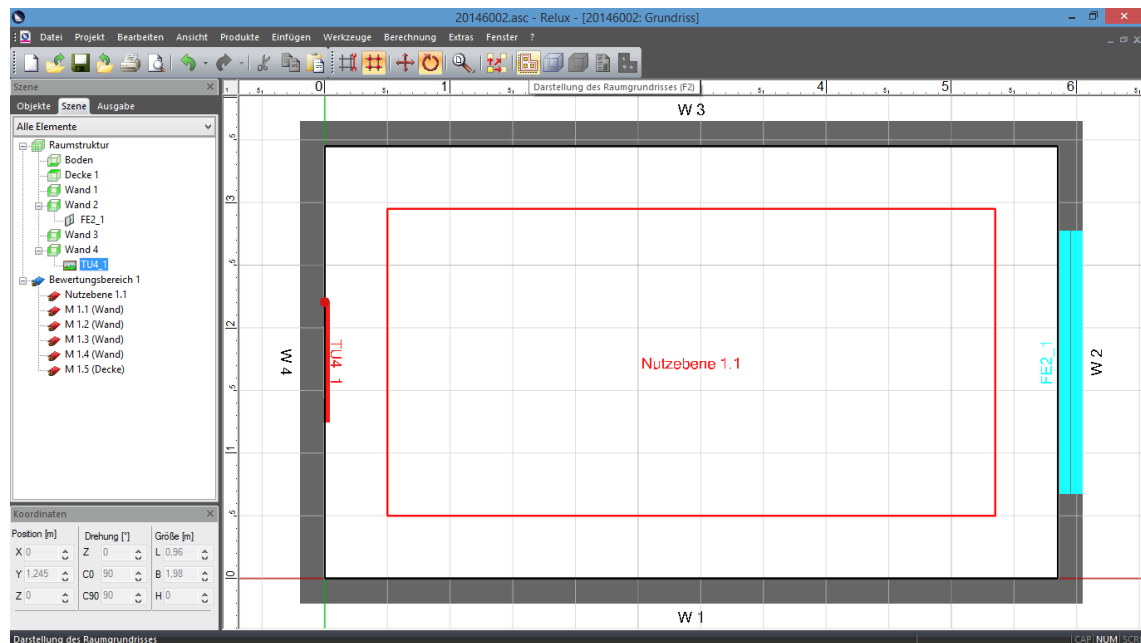 20146002.asc - Relux - [20146002: Grundriss]
Datei Projekt Bearbeiten Ansicht Produkte Einfügen Werkzeuge Berechnung Extras Fenster ?
Szene
Objekte Szene Ausgabe
Alle Elemente
Raumstruktur
Boden
Decke 1
Wand 1
Wand 2
FE2_1
Wand 3
Wand 4
TU4_1
Bewertungsbereich 1
Nutzebene 1.1
M 1.1 (Wand)
M 1.2 (Wand)
M 1.3 (Wand)
M 1.4 (Wand)
M 1.5 (Decke)
Koordinaten
Position [m] Drehung [°] Größe [m]
X 0 Z 0 L 0,96
Y 1,245 C0 90 B 1,98
Z 0 C90 90 H 0
Darstellung des Raumgrundrisses (F2)
0 1 4 5 6
W 3
3
2
1
0
W 4
TU4_1
Nutzebene 1.1
FE2_1
W 2
W 1
Darstellung des Raumgrundrisses
CAP NUM SCR